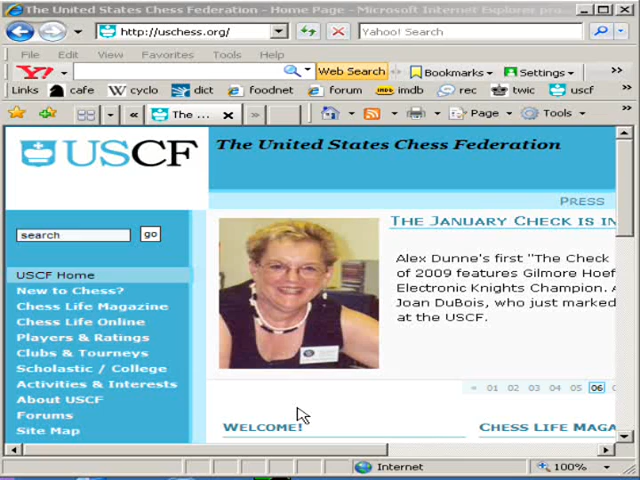 The United States Chess Federation - Home Page - Microsoft Internet Explorer pro...
http://uschess.org/
Yahoo! Search
File Edit View Favorites Tools Help
Y! Web Search Bookmarks Settings »
Links cafe cyclo dict foodnet forum imdb rec twic uscf
The ... Page Tools »
USCF
The United States Chess Federation
PRESS
search go
USCF Home
New to Chess?
Chess Life Magazine
Chess Life Online
Players & Ratings
Clubs & Tourneys
Scholastic / College
Activities & Interests
About USCF
Forums
Site Map
THE JANUARY CHECK IS IN
Alex Dunne's first "The Check
of 2009 features Gilmore Hoef
Electronic Knights Champion. A
Joan DuBois, who just marked
at the USCF.
« 01 02 03 04 05 06
WELCOME!
CHESS LIFE MAGA
Internet 100%